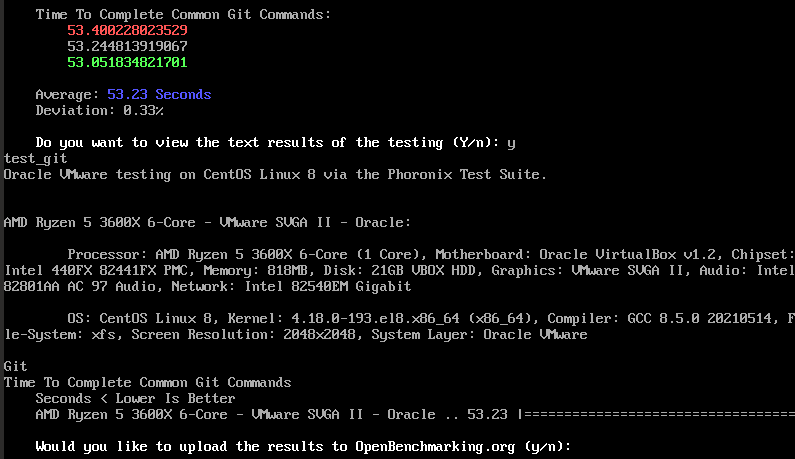 Time To Complete Common Git Commands:
53.400228023529
53.244813919067
53.051834821701
Average: 53.23 Seconds
Deviation: 0.33%
Do you want to view the text results of the testing (Y/n): y
test_git
Oracle VMware testing on CentOS Linux 8 via the Phoronix Test Suite.
AMD Ryzen 5 3600X 6-Core - VMware SVGA II - Oracle:
Processor: AMD Ryzen 5 3600X 6-Core (1 Core), Motherboard: Oracle VirtualBox v1.2, Chipset:
Intel 440FX 82441FX PMC, Memory: 818MB, Disk: 21GB VBOX HDD, Graphics: VMware SVGA II, Audio: Intel
82801AA AC 97 Audio, Network: Intel 82540EM Gigabit
OS: CentOS Linux 8, Kernel: 4.18.0-193.el8.x86_64 (x86_64), Compiler: GCC 8.5.0 20210514, F
le-System: xfs, Screen Resolution: 2048x2048, System Layer: Oracle VMware
Git
Time To Complete Common Git Commands
Seconds < Lower Is Better
AMD Ryzen 5 3600X 6-Core - VMware SVGA II - Oracle .. 53.23 |==================================
Would you like to upload the results to OpenBenchmarking.org (y/n):